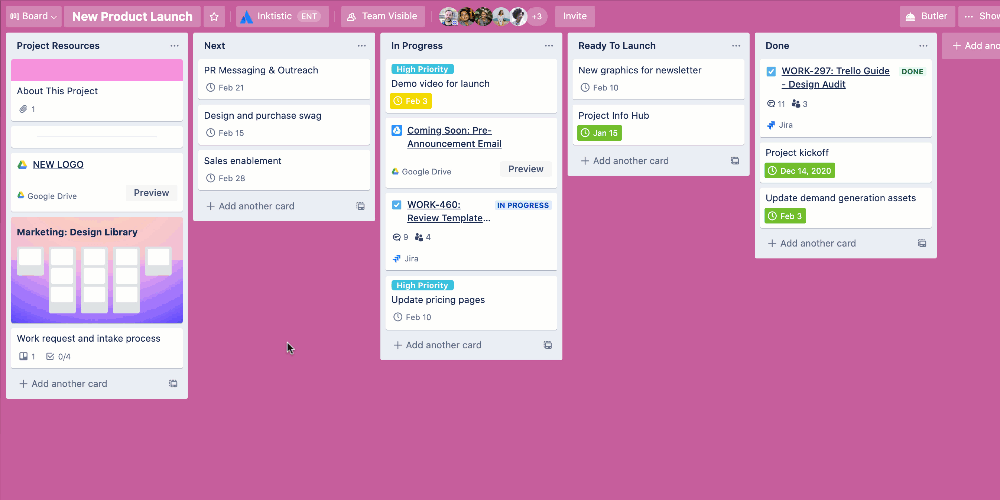 Board
New Product Launch
Inktistic ENT
Team Visible
+3
Invite
Butler
··· Show
Project Resources ···
About This Project
1
NEW LOGO
Google Drive
Preview
Marketing: Design Library
Work request and intake process
1 0/4
+ Add another card
Next ···
PR Messaging & Outreach
Feb 21
Design and purchase swag
Feb 15
Sales enablement
Feb 28
+ Add another card
In Progress ···
High Priority
Demo video for launch
Feb 3
Coming Soon: Pre-
Announcement Email
Google Drive
Preview
WORK-460: IN PROGRESS
Review Template...
9 4
Jira
High Priority
Update pricing pages
Feb 10
+ Add another card
Ready To Launch ···
New graphics for newsletter
Feb 10
Project Info Hub
Jan 15
+ Add another card
Done ···
WORK-297: Trello Guide DONE
- Design Audit
11 3
Jira
Project kickoff
Dec 14, 2020
Update demand generation assets
Feb 3
+ Add another card
+ Add ano